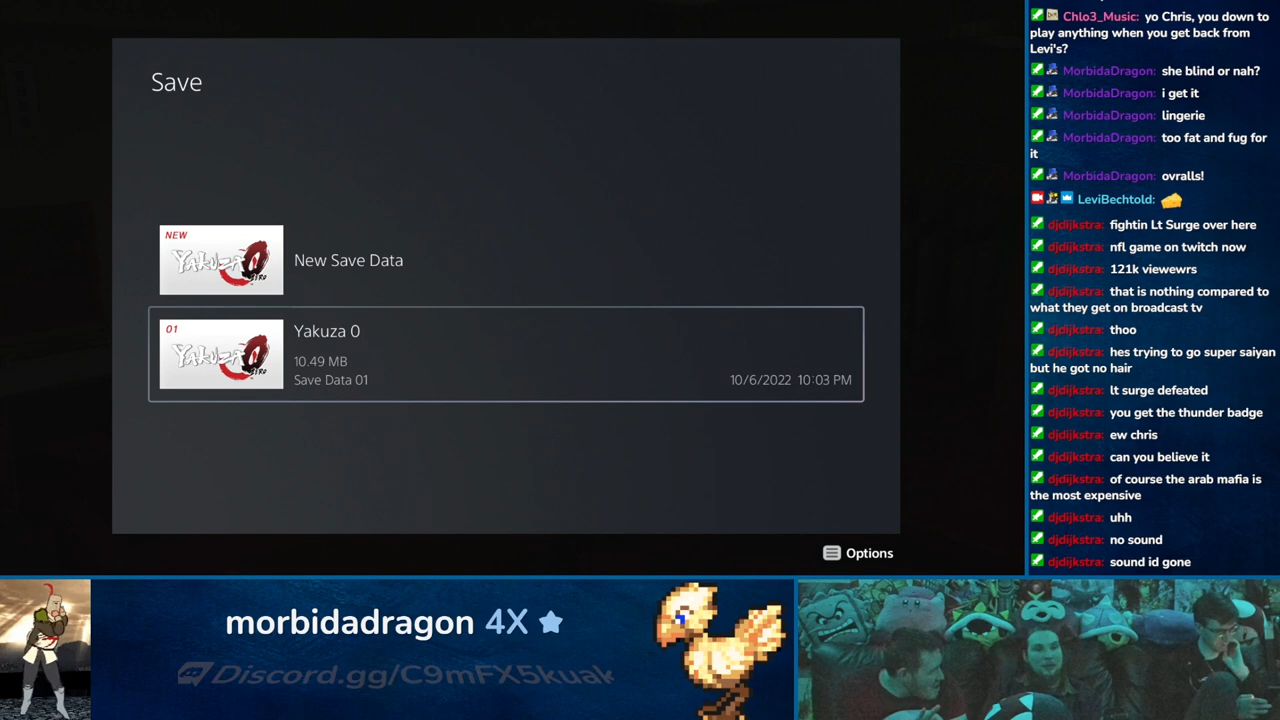 Save
NEW
YAKUZA 0
New Save Data
01
YAKUZA 0
Yakuza 0
10.49 MB
Save Data 01
10/6/2022 10:03 PM
Options
Chlo3_Music: yo Chris, you down to
play anything when you get back from
Levi's?
MorbidaDragon: she blind or nah?
MorbidaDragon: i get it
MorbidaDragon: lingerie
MorbidaDragon: too fat and fug for
it
MorbidaDragon: ovralls!
LeviBechtold:
djdijkstra: fightin Lt Surge over here
djdijkstra: nfl game on twitch now
djdijkstra: 121k viewewrs
djdijkstra: that is nothing compared to
what they get on broadcast tv
djdijkstra: thoo
djdijkstra: hes trying to go super saiyan
but he got no hair
djdijkstra: lt surge defeated
djdijkstra: you get the thunder badge
djdijkstra: ew chris
djdijkstra: can you believe it
djdijkstra: of course the arab mafia is
the most expensive
djdijkstra: uhh
djdijkstra: no sound
djdijkstra: sound id gone
morbidadragon 4X
Discord.gg/C9mFX5kuak